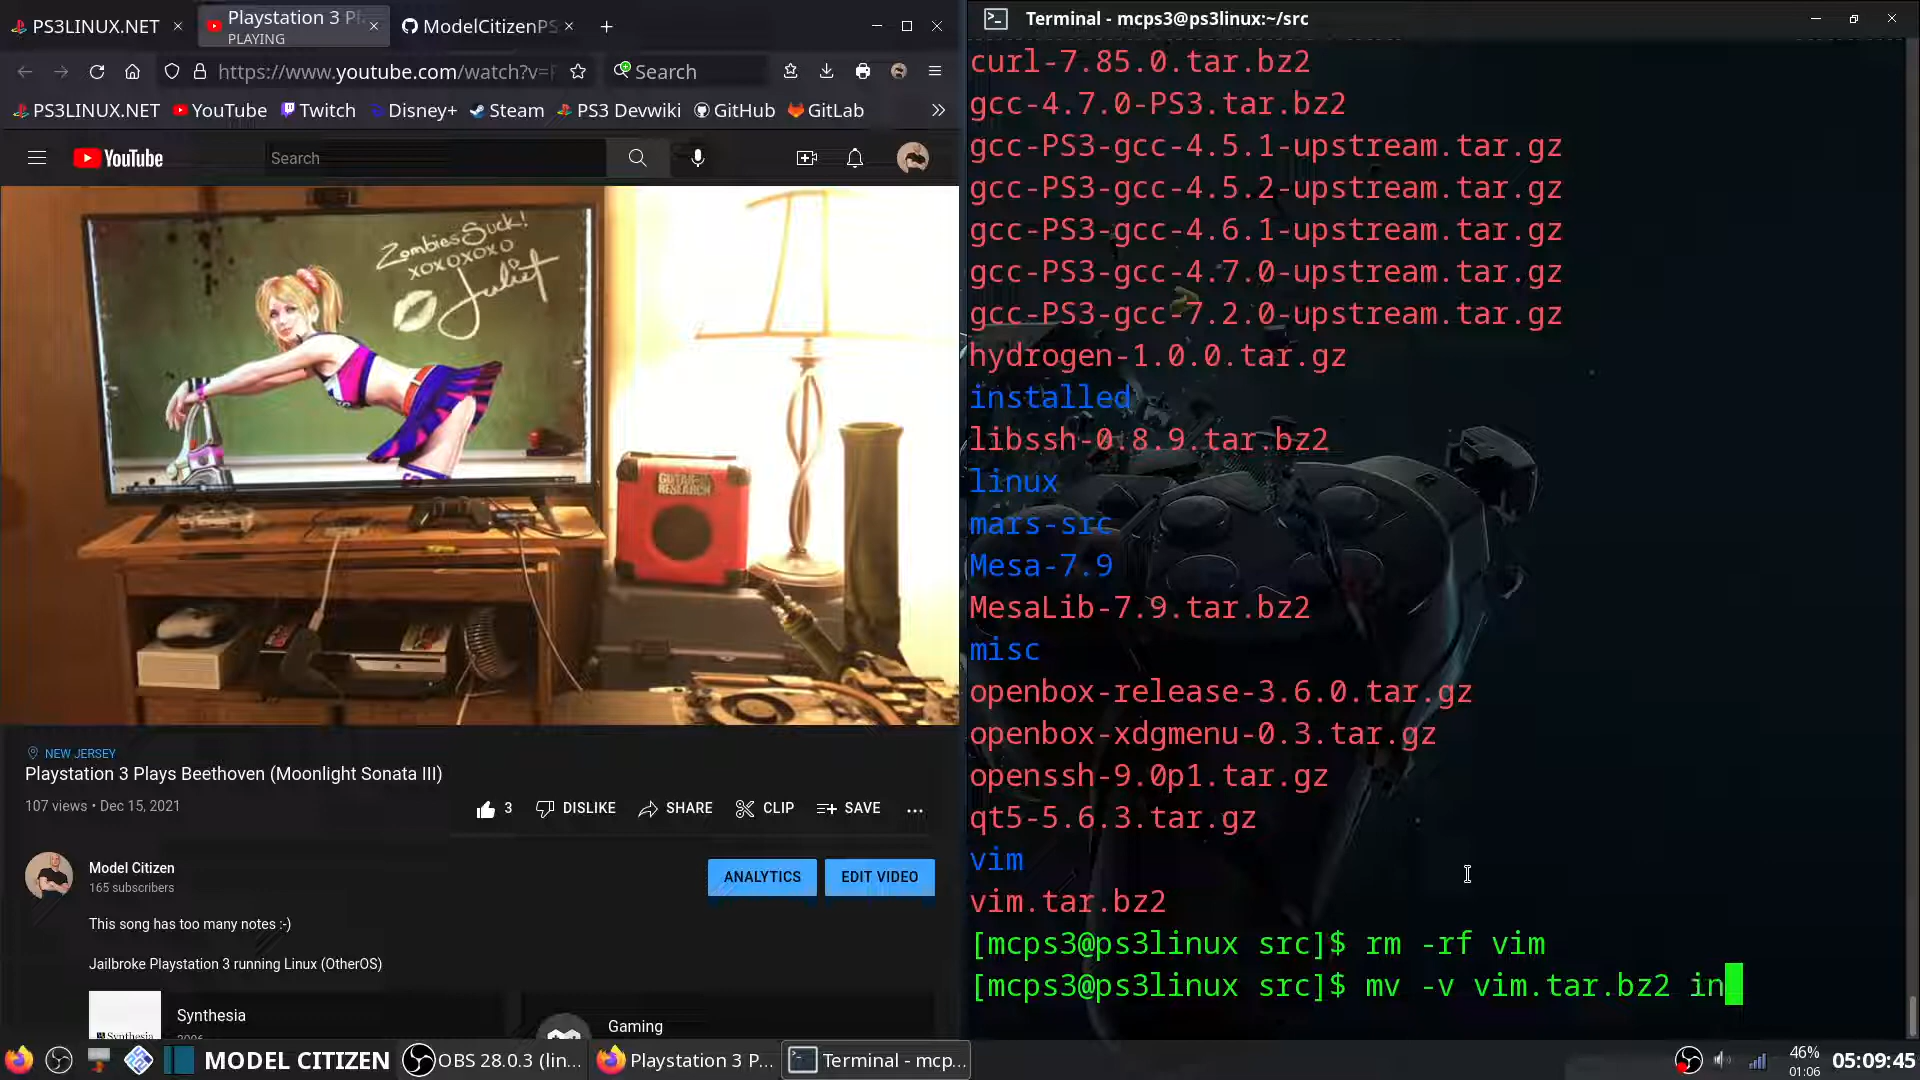 PS3LINUX.NET
Playstation 3 Pl
PLAYING
ModelCitizenPS
https://www.youtube.com/watch?v=
Search
PS3LINUX.NET
YouTube
Twitch
Disney+
Steam
PS3 Devwiki
GitHub
GitLab
YouTube
Search
Zombies Suck!
xoxoxoxo
Juliet
GUITAR
RESEARCH
NEW JERSEY
Playstation 3 Plays Beethoven (Moonlight Sonata III)
107 views • Dec 15, 2021
3
DISLIKE
SHARE
CLIP
SAVE
Model Citizen
165 subscribers
ANALYTICS
EDIT VIDEO
This song has too many notes :-)
Jailbroke Playstation 3 running Linux (OtherOS)
Synthesia
Synthesia
Gaming
Terminal - mcps3@ps3linux:~/src
curl-7.85.0.tar.bz2
gcc-4.7.0-PS3.tar.bz2
gcc-PS3-gcc-4.5.1-upstream.tar.gz
gcc-PS3-gcc-4.5.2-upstream.tar.gz
gcc-PS3-gcc-4.6.1-upstream.tar.gz
gcc-PS3-gcc-4.7.0-upstream.tar.gz
gcc-PS3-gcc-7.2.0-upstream.tar.gz
hydrogen-1.0.0.tar.gz
installed
libssh-0.8.9.tar.bz2
linux
mars-src
Mesa-7.9
MesaLib-7.9.tar.bz2
misc
openbox-release-3.6.0.tar.gz
openbox-xdgmenu-0.3.tar.gz
openssh-9.0p1.tar.gz
qt5-5.6.3.tar.gz
vim
vim.tar.bz2
[mcps3@ps3linux src]$ rm -rf vim
[mcps3@ps3linux src]$ mv -v vim.tar.bz2 in
MODEL CITIZEN
OBS 28.0.3 (lin...
Playstation 3 P...
Terminal - mcp...
46%
01:06
05:09:45